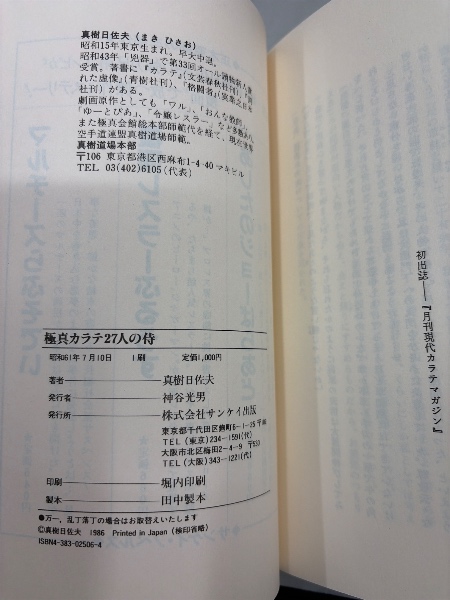 真樹日佐夫（まき ひさお）
昭和15年東京生まれ。早大中退。
昭和43年「兇器」で第33回オール讀物新人賞
受賞。著書に『カラテ』（文芸春秋社刊）、
れた虚像』（青樹社刊）、『格闘者』
社刊）がある。
劇画原作としても「ワル」、「おんな教師」、
「ゆーとぴあ」、「令嬢レスラー」など多数あり、
また極真会館総本部師範代を経て、現在世界
空手道連盟真樹道場師範。
真樹道場本部
〒106 東京都港区西麻布1-4-40 マキビル
TEL 03(402)6105（代表）
極真カラテ27人の侍
昭和61年7月10日 1刷 定価1,000円
著者 真樹日佐夫
発行者 神谷光男
発行所 株式会社サンケイ出版
東京都千代田区飯田橋
TEL（東京）234-1591(代)
大阪市北区梅田2-4-9 〒530
TEL（大阪）343-1221(代)
印刷 堀内印刷
製本 田中製本
●万一、乱丁落丁の場合はお取替えいたします
©真樹日佐夫 1986 Printed in Japan（検印省略）
ISBN4-383-02506-4
初出誌──『月刊現代カラテマガジン』